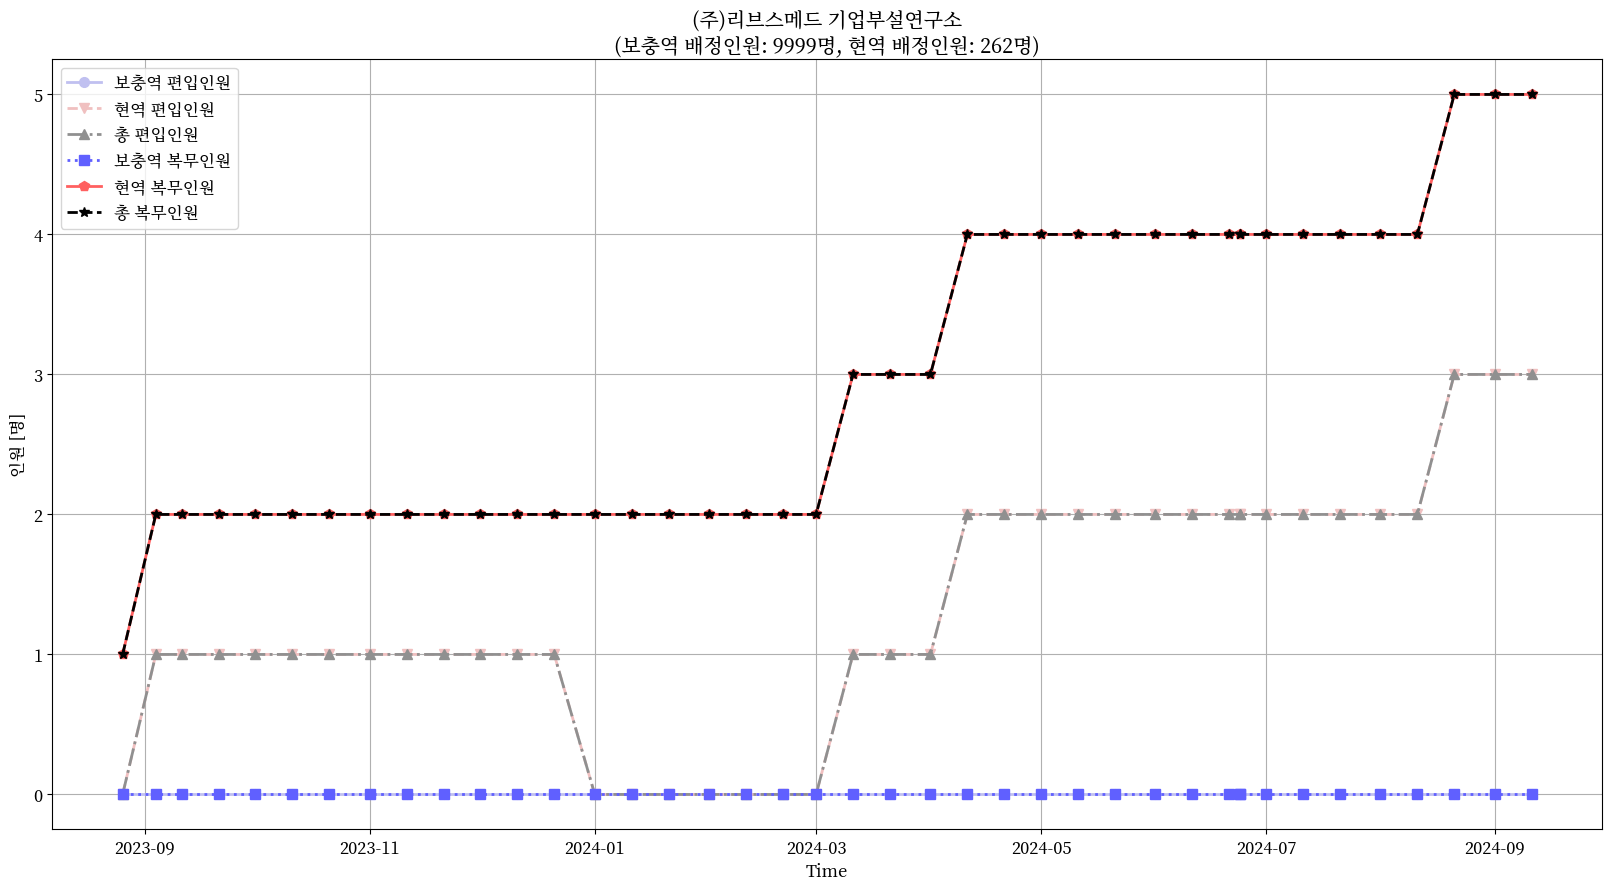 (주)리브스메드 기업부설연구소
(보충역 배정인원: 9999명, 현역 배정인원: 262명)
보충역 편입인원
현역 편입인원
총 편입인원
보충역 복무인원
현역 복무인원
총 복무인원
인원 [명]
5
4
3
2
1
0
2023-09
2023-11
2024-01
2024-03
2024-05
2024-07
2024-09
Time